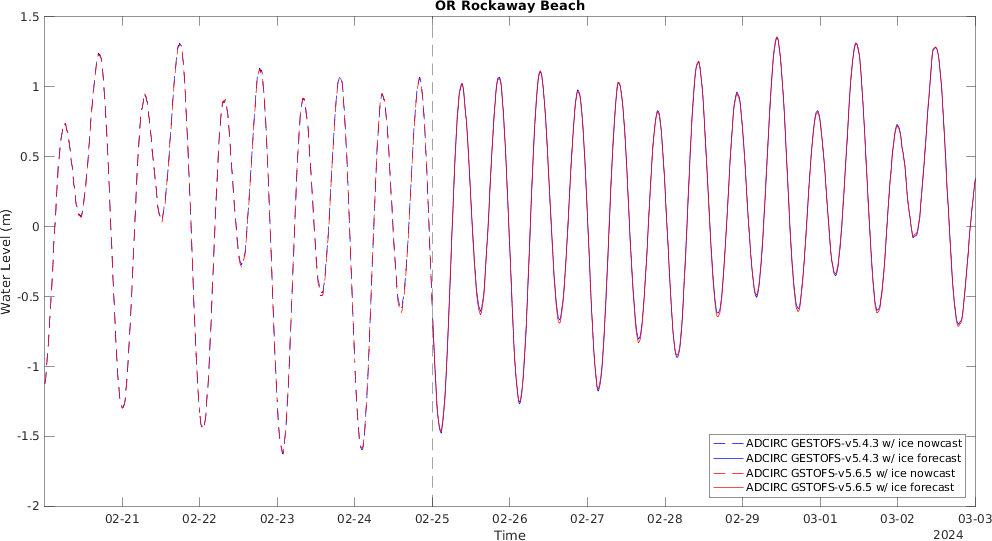 OR Rockaway Beach
1.5
1
0.5
0
-0.5
-1
-1.5
-2
Water Level (m)
ADCIRC GESTOFS-v5.4.3 w/ ice nowcast
ADCIRC GESTOFS-v5.4.3 w/ ice forecast
ADCIRC GSTOFS-v5.6.5 w/ ice nowcast
ADCIRC GSTOFS-v5.6.5 w/ ice forecast
02-21 02-22 02-23 02-24 02-25 02-26 02-27 02-28 02-29 03-01 03-02 03-03
Time
2024